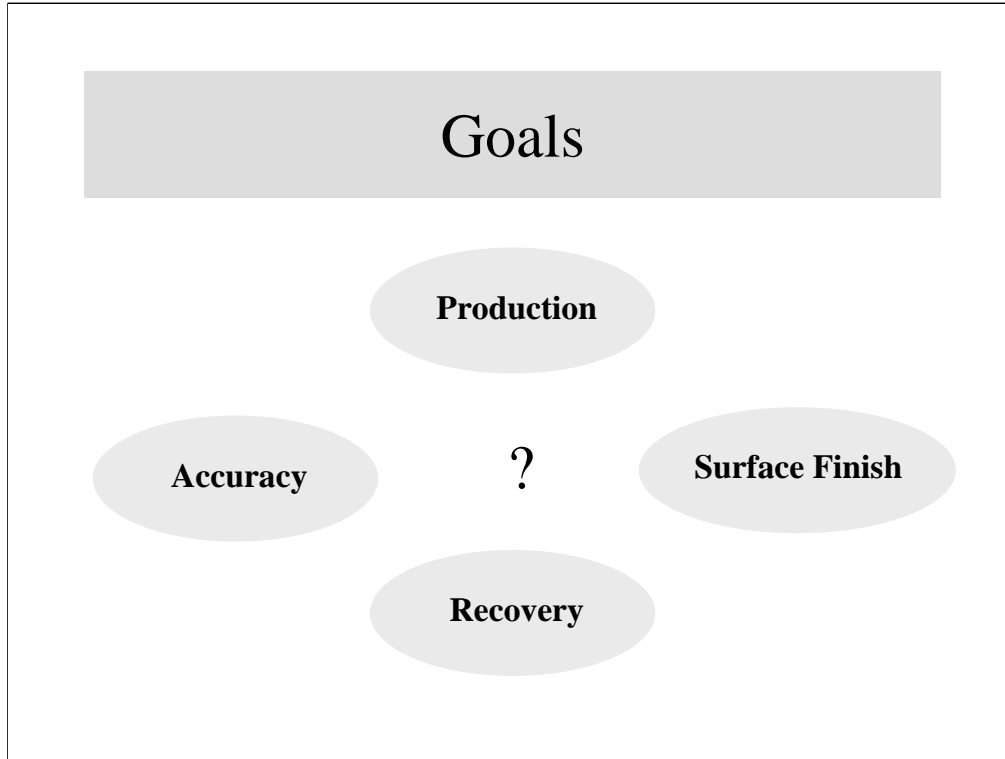 Goals
Production
Accuracy
?
Surface Finish
Recovery